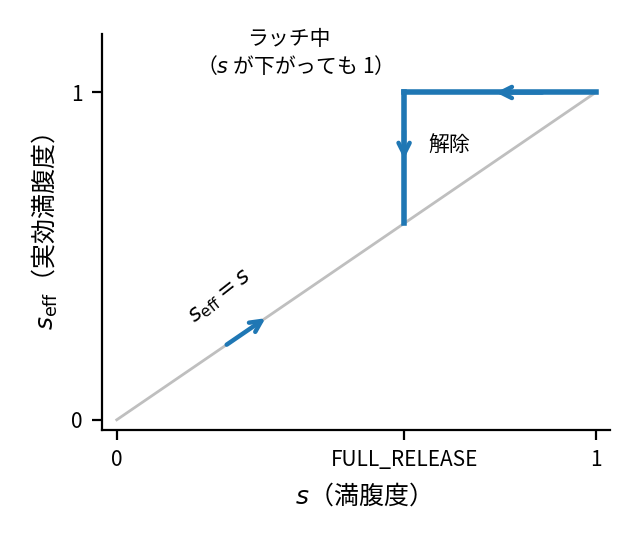 ラッチ中
（s が下がっても 1）
1
解除
s_eff = s
s_eff（実効満腹度）
0
0
FULL_RELEASE
1
s（満腹度）